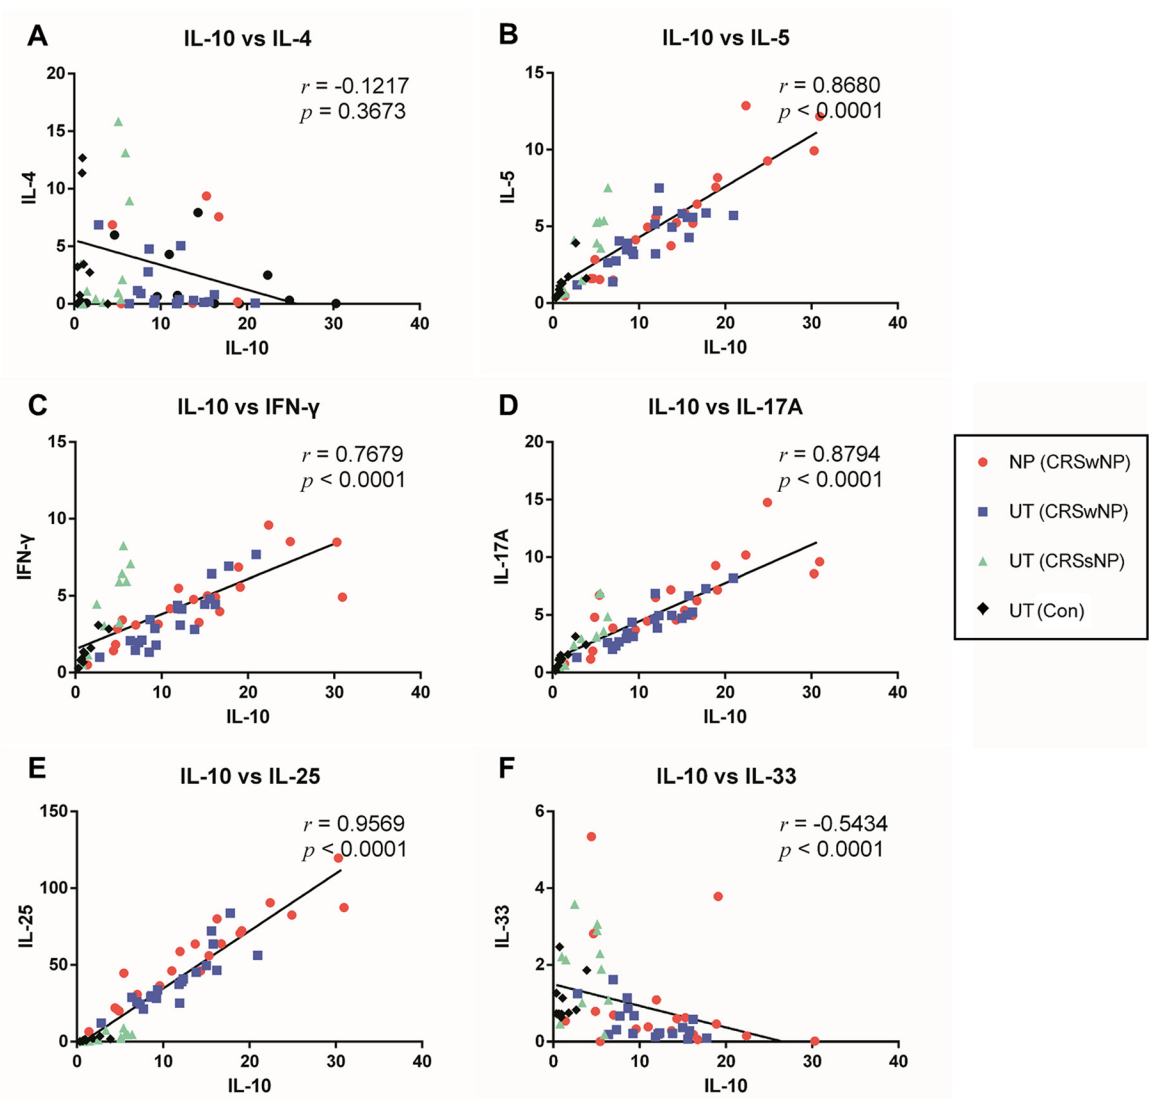 A
IL-10 vs IL-4
r = -0.1217
p = 0.3673
20
15
10
5
0
IL-4
0 10 20 30 40
IL-10
B
IL-10 vs IL-5
r = 0.8680
p < 0.0001
15
10
5
0
IL-5
0 10 20 30 40
IL-10
C
IL-10 vs IFN-γ
r = 0.7679
p < 0.0001
15
10
5
0
IFN-γ
0 10 20 30 40
IL-10
D
IL-10 vs IL-17A
r = 0.8794
p < 0.0001
20
15
10
5
0
IL-17A
0 10 20 30 40
IL-10
NP (CRSwNP)
UT (CRSwNP)
UT (CRSsNP)
UT (Con)
E
IL-10 vs IL-25
r = 0.9569
p < 0.0001
150
100
50
0
IL-25
0 10 20 30 40
IL-10
F
IL-10 vs IL-33
r = -0.5434
p < 0.0001
6
4
2
0
IL-33
0 10 20 30 40
IL-10